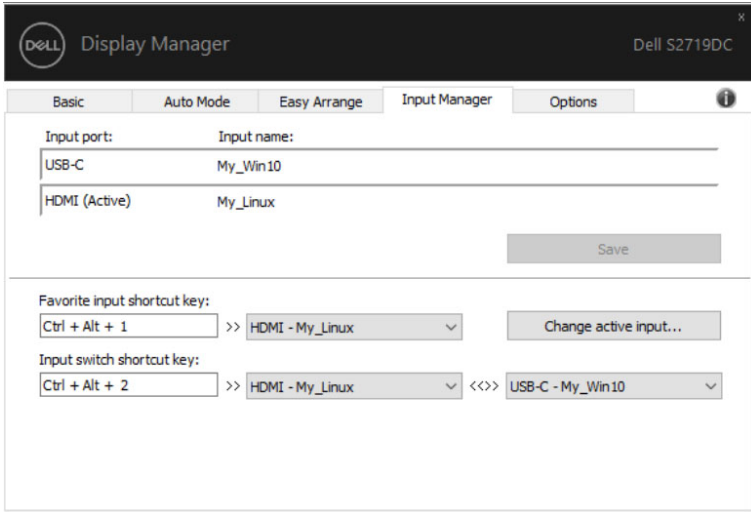 x
DELL Display Manager Dell S2719DC
Basic Auto Mode Easy Arrange Input Manager Options i
Input port: Input name:
USB-C My_Win10
HDMI (Active) My_Linux
Save
Favorite input shortcut key:
Ctrl + Alt + 1 >> HDMI - My_Linux Change active input...
Input switch shortcut key:
Ctrl + Alt + 2 >> HDMI - My_Linux <<>> USB-C - My_Win10